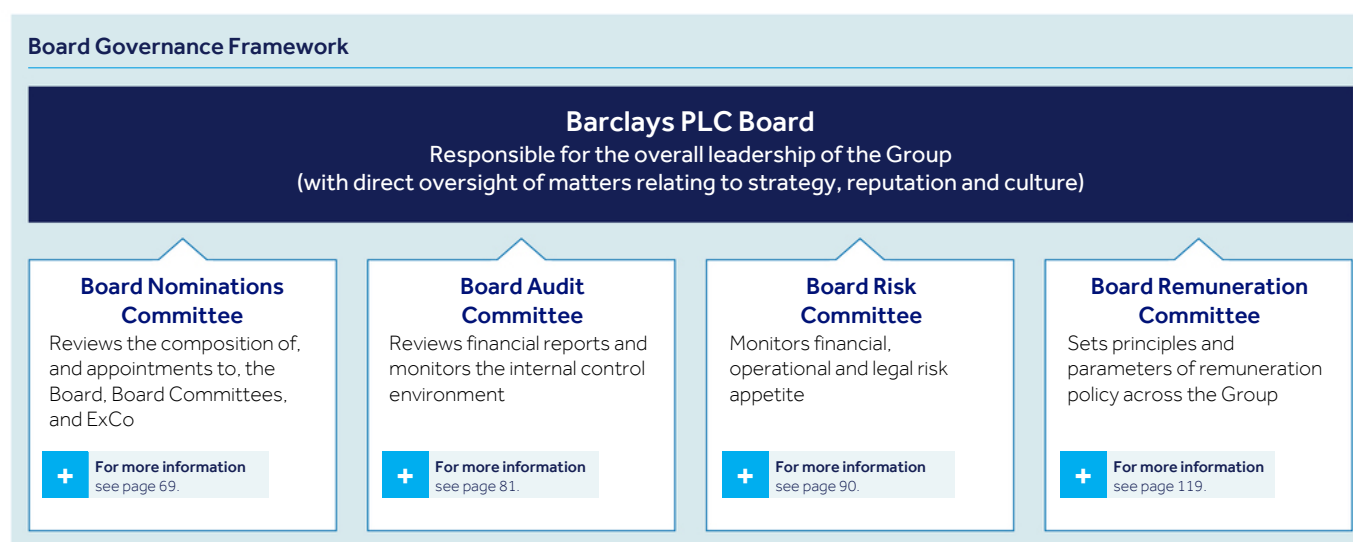 Board Governance Framework
Barclays PLC Board
Responsible for the overall leadership of the Group
(with direct oversight of matters relating to strategy, reputation and culture)
Board Nominations
Committee
Reviews the composition of,
and appointments to, the
Board, Board Committees,
and ExCo
+
For more information
see page 69.
Board Audit
Committee
Reviews financial reports and
monitors the internal control
environment
+
For more information
see page 81.
Board Risk
Committee
Monitors financial,
operational and legal risk
appetite
+
For more information
see page 90.
Board Remuneration
Committee
Sets principles and
parameters of remuneration
policy across the Group
+
For more information
see page 119.